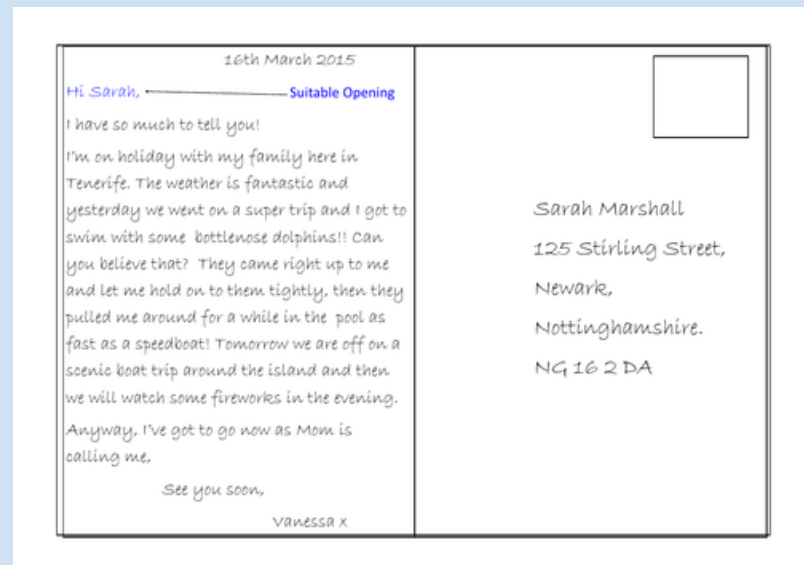 16th March 2015
Hi Sarah, Suitable Opening
I have so much to tell you!
I'm on holiday with my family here in
Tenerife. The weather is fantastic and
yesterday we went on a super trip and I got to
swim with some bottlenose dolphins!! Can
you believe that? They came right up to me
and let me hold on to them tightly, then they
pulled me around for a while in the pool as
fast as a speedboat! Tomorrow we are off on a
scenic boat trip around the island and then
we will watch some fireworks in the evening.
Anyway, I've got to go now as Mom is
calling me,
See you soon,
Vanessa x
Sarah Marshall
125 Stirling Street,
Newark,
Nottinghamshire.
NG 16 2 DA